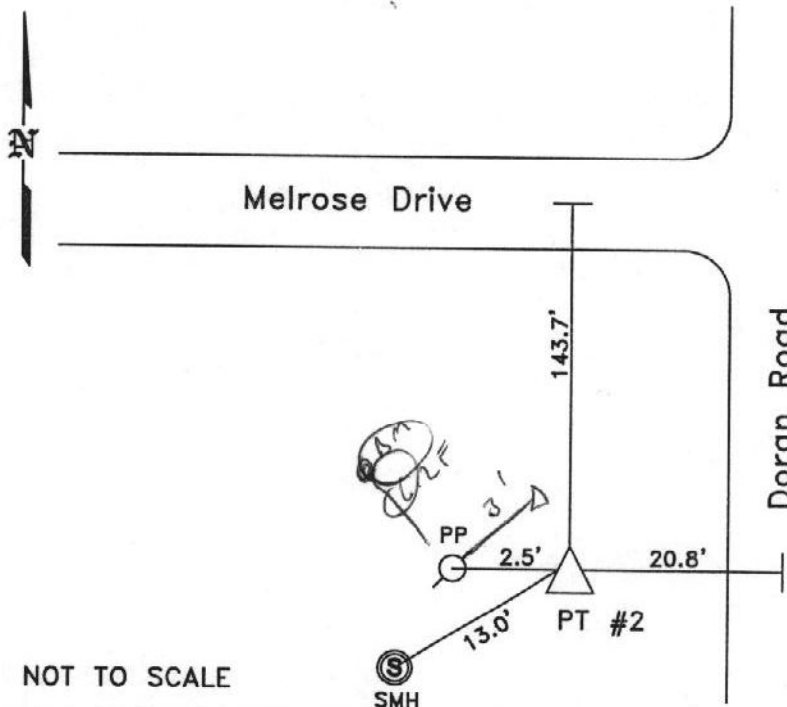 N
Melrose Drive
143.7'
Doran Road
3'
PP
2.5'
20.8'
PT #2
13.0'
S
NOT TO SCALE
SMH